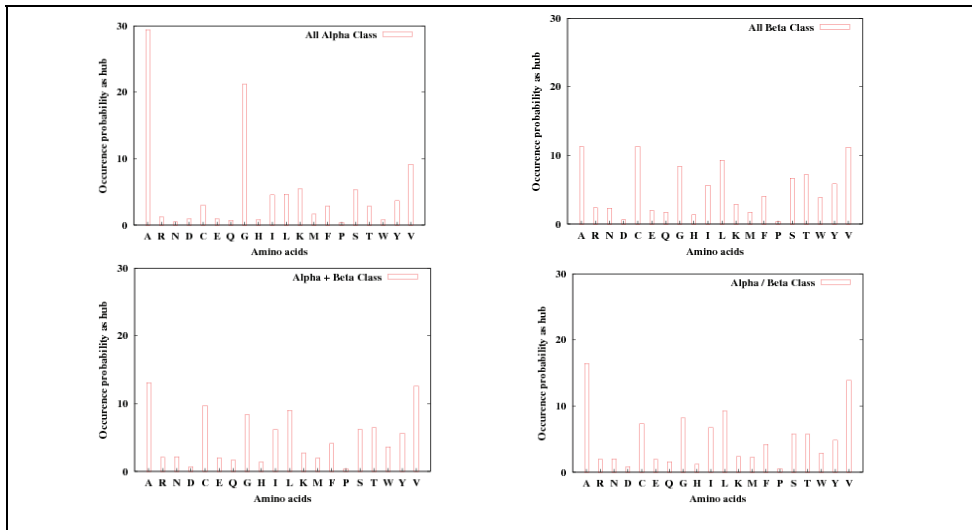 All Alpha Class
Occurence probability as hub
30
20
10
0
A R N D C E Q G H I L K M F P S T W Y V
Amino acids
All Beta Class
Occurence probability as hub
30
20
10
0
A R N D C E Q G H I L K M F P S T W Y V
Amino acids
Alpha + Beta Class
Occurence probability as hub
30
20
10
0
A R N D C E Q G H I L K M F P S T W Y V
Amino acids
Alpha / Beta Class
Occurence probability as hub
30
20
10
0
A R N D C E Q G H I L K M F P S T W Y V
Amino acids